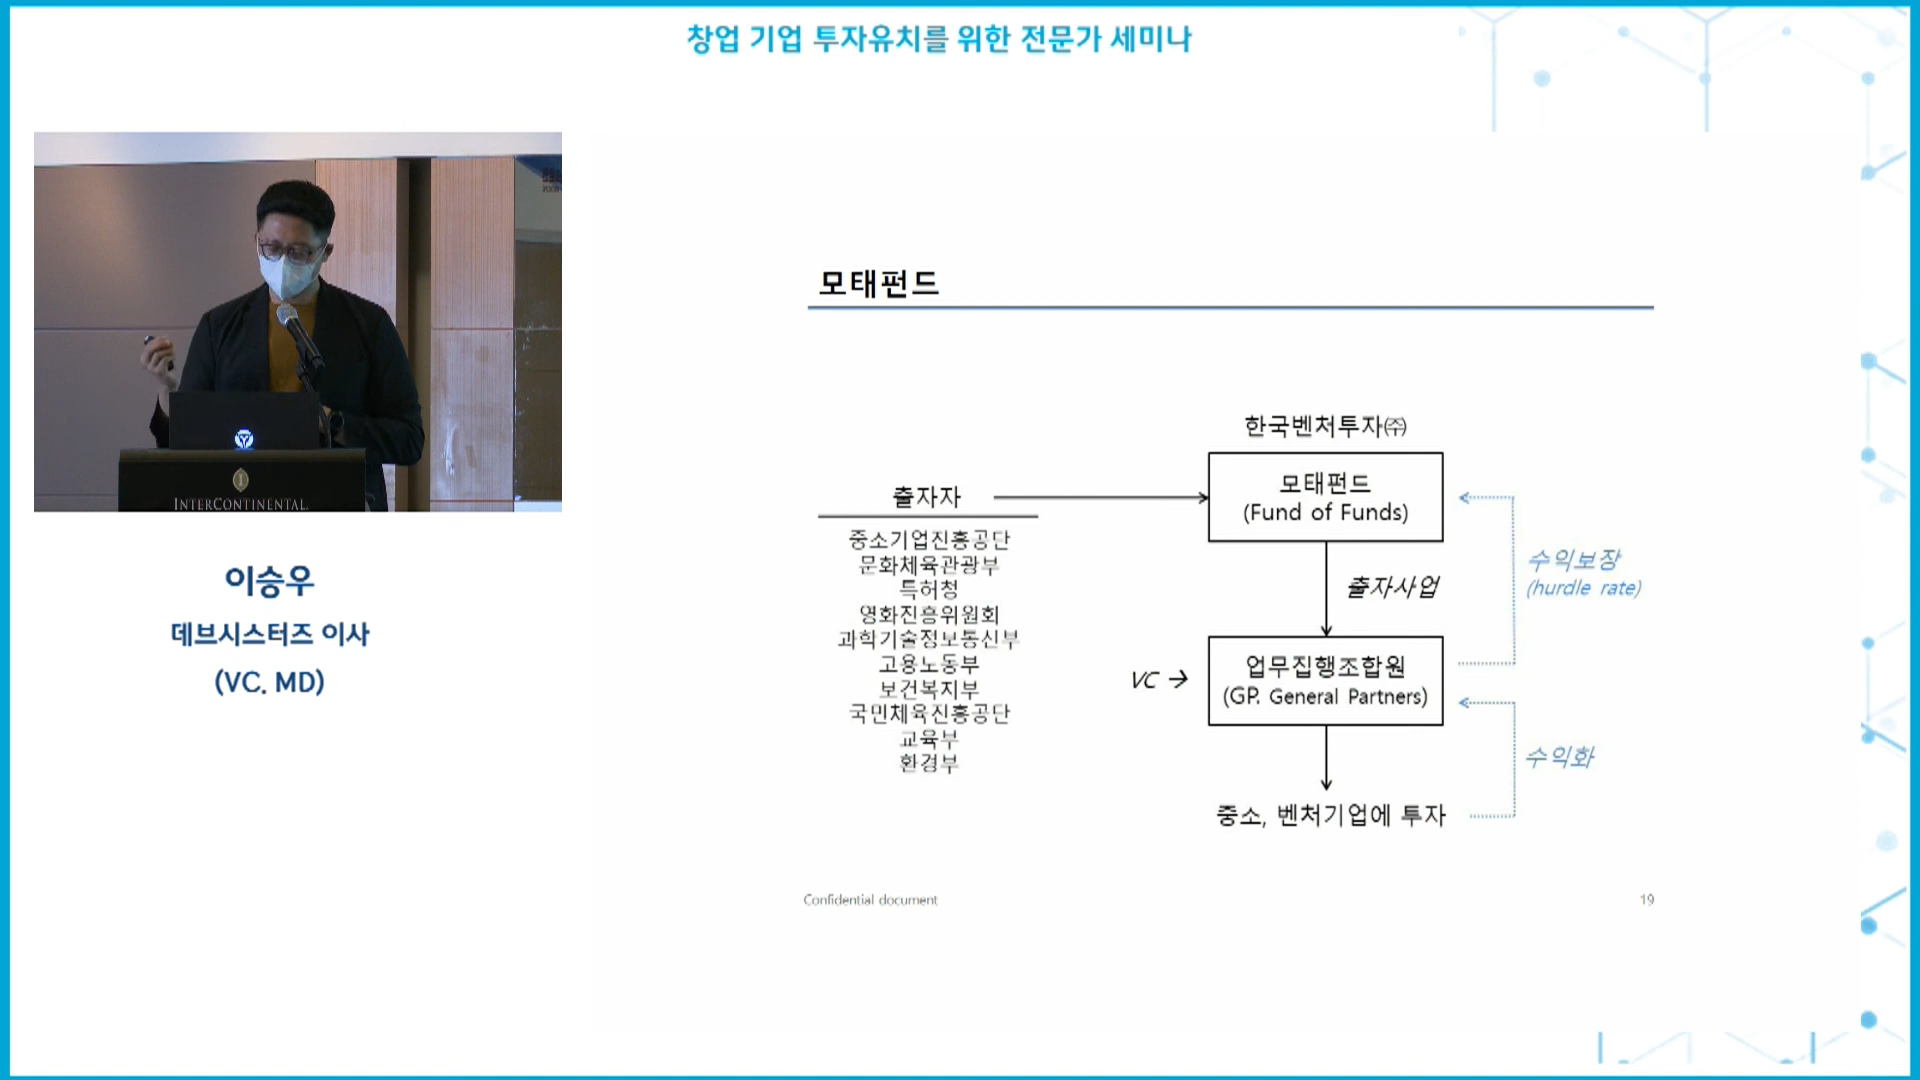 창업 기업 투자유치를 위한 전문가 세미나
INTERCONTINENTAL
이승우
데브시스터즈 이사
(VC, MD)
모태펀드
출자자
중소기업진흥공단
문화체육관광부
특허청
영화진흥위원회
과학기술정보통신부
고용노동부
보건복지부
국민체육진흥공단
교육부
환경부
한국벤처투자㈜
모태펀드
(Fund of Funds)
출자사업
수익보장
(hurdle rate)
VC →
업무집행조합원
(GP. General Partners)
수익화
중소, 벤처기업에 투자
Confidential document
19